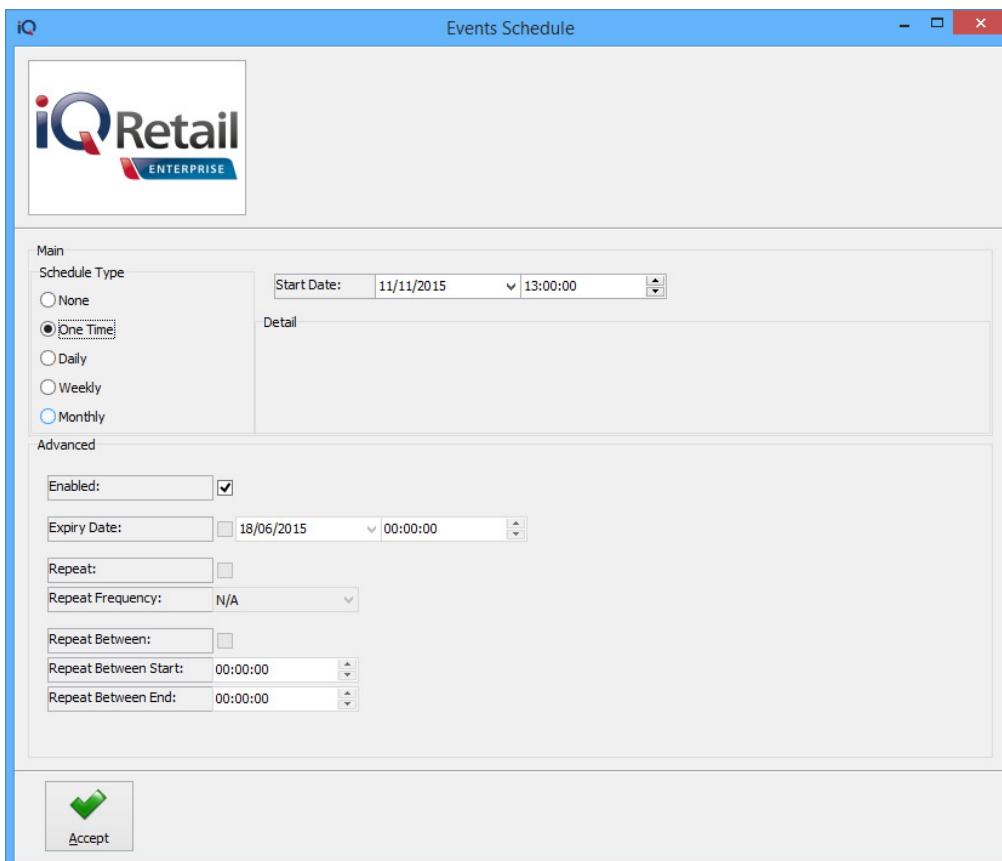 iQ Events Schedule
iQ Retail
ENTERPRISE
Main
Schedule Type
Start Date: 11/11/2015 13:00:00
None
One Time
Detail
Daily
Weekly
Monthly
Advanced
Enabled:
Expiry Date: 18/06/2015 00:00:00
Repeat:
Repeat Frequency: N/A
Repeat Between:
Repeat Between Start: 00:00:00
Repeat Between End: 00:00:00
Accept